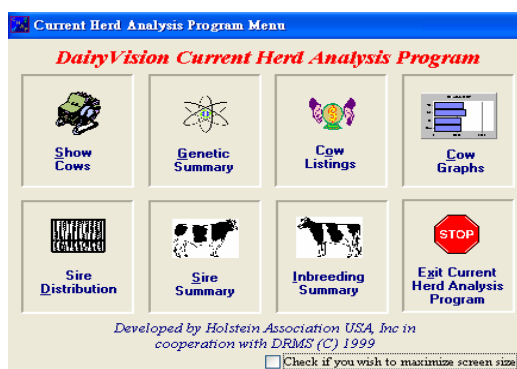 Current Herd Analysis Program Menu
DairyVision Current Herd Analysis Program
Show
Cows
Genetic
Summary
Cow
Listings
Cow
Graphs
Sire
Distribution
Sire
Summary
Inbreeding
Summary
STOP
Exit Current
Herd Analysis
Program
Developed by Holstein Association USA, Inc in
cooperation with DRMS (C) 1999
Check if you wish to maximize screen size